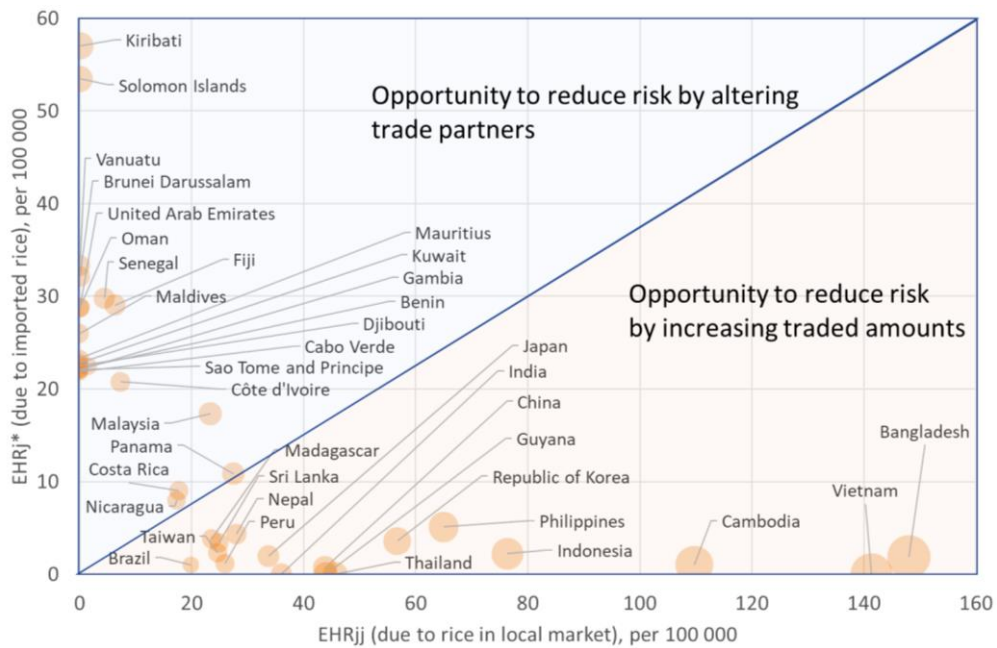 60
50
40
30
20
10
0
EHRj* (due to imported rice), per 100 000
Kiribati
Solomon Islands
Opportunity to reduce risk by altering
trade partners
Vanuatu
Brunei Darussalam
United Arab Emirates
Oman
Senegal
Fiji
Maldives
Mauritius
Kuwait
Gambia
Benin
Djibouti
Cabo Verde
Sao Tome and Principe
Côte d'Ivoire
Opportunity to reduce risk
by increasing traded amounts
Japan
India
China
Guyana
Republic of Korea
Malaysia
Panama
Costa Rica
Nicaragua
Madagascar
Sri Lanka
Nepal
Peru
Taiwan
Brazil
Thailand
Philippines
Indonesia
Cambodia
Vietnam
Bangladesh
0 20 40 60 80 100 120 140 160
EHRjj (due to rice in local market), per 100 000